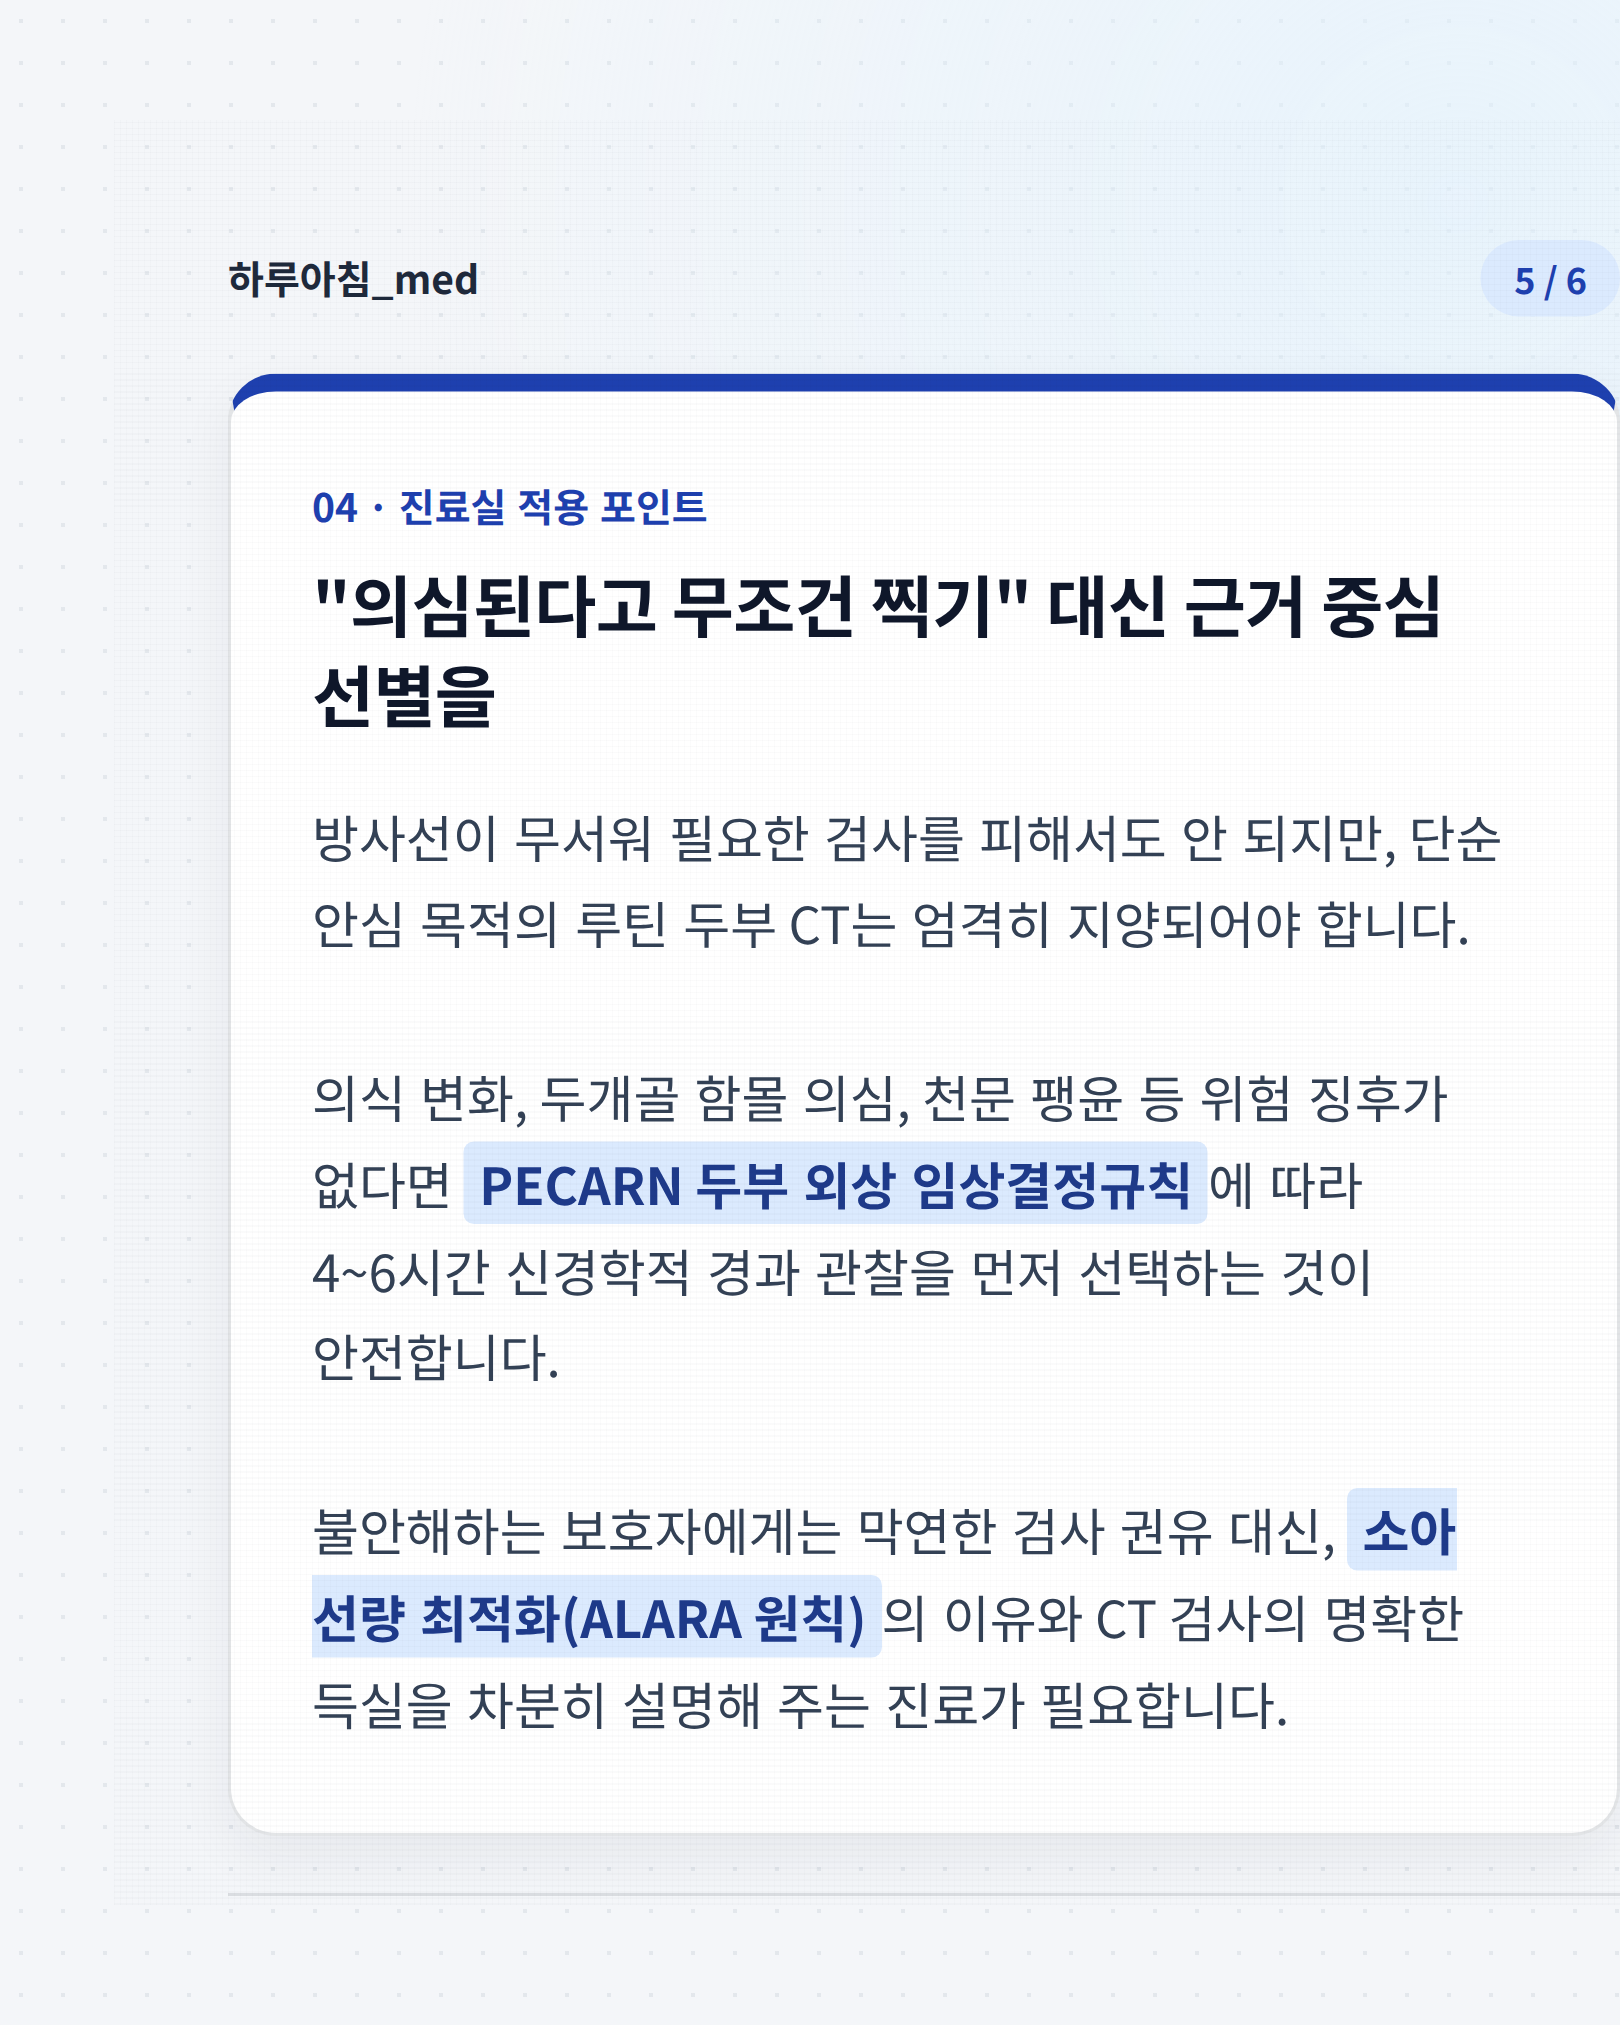 하루아침_med
5 / 6
04 · 진료실 적용 포인트
"의심된다고 무조건 찍기" 대신 근거 중심
선별을
방사선이 무서워 필요한 검사를 피해서도 안 되지만, 단순
안심 목적의 루틴 두부 CT는 엄격히 지양되어야 합니다.
의식 변화, 두개골 함몰 의심, 천문 팽윤 등 위험 징후가
없다면 PECARN 두부 외상 임상결정규칙에 따라
4~6시간 신경학적 경과 관찰을 먼저 선택하는 것이
안전합니다.
불안해하는 보호자에게는 막연한 검사 권유 대신, 소아
선량 최적화(ALARA 원칙)의 이유와 CT 검사의 명확한
득실을 차분히 설명해 주는 진료가 필요합니다.